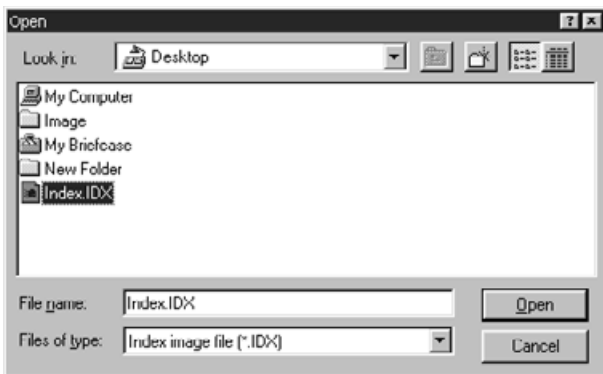 Open
Look in: Desktop
My Computer
Image
My Briefcase
New Folder
Index.IDX
File name: Index.IDX Open
Files of type: Index image file (*.IDX) Cancel